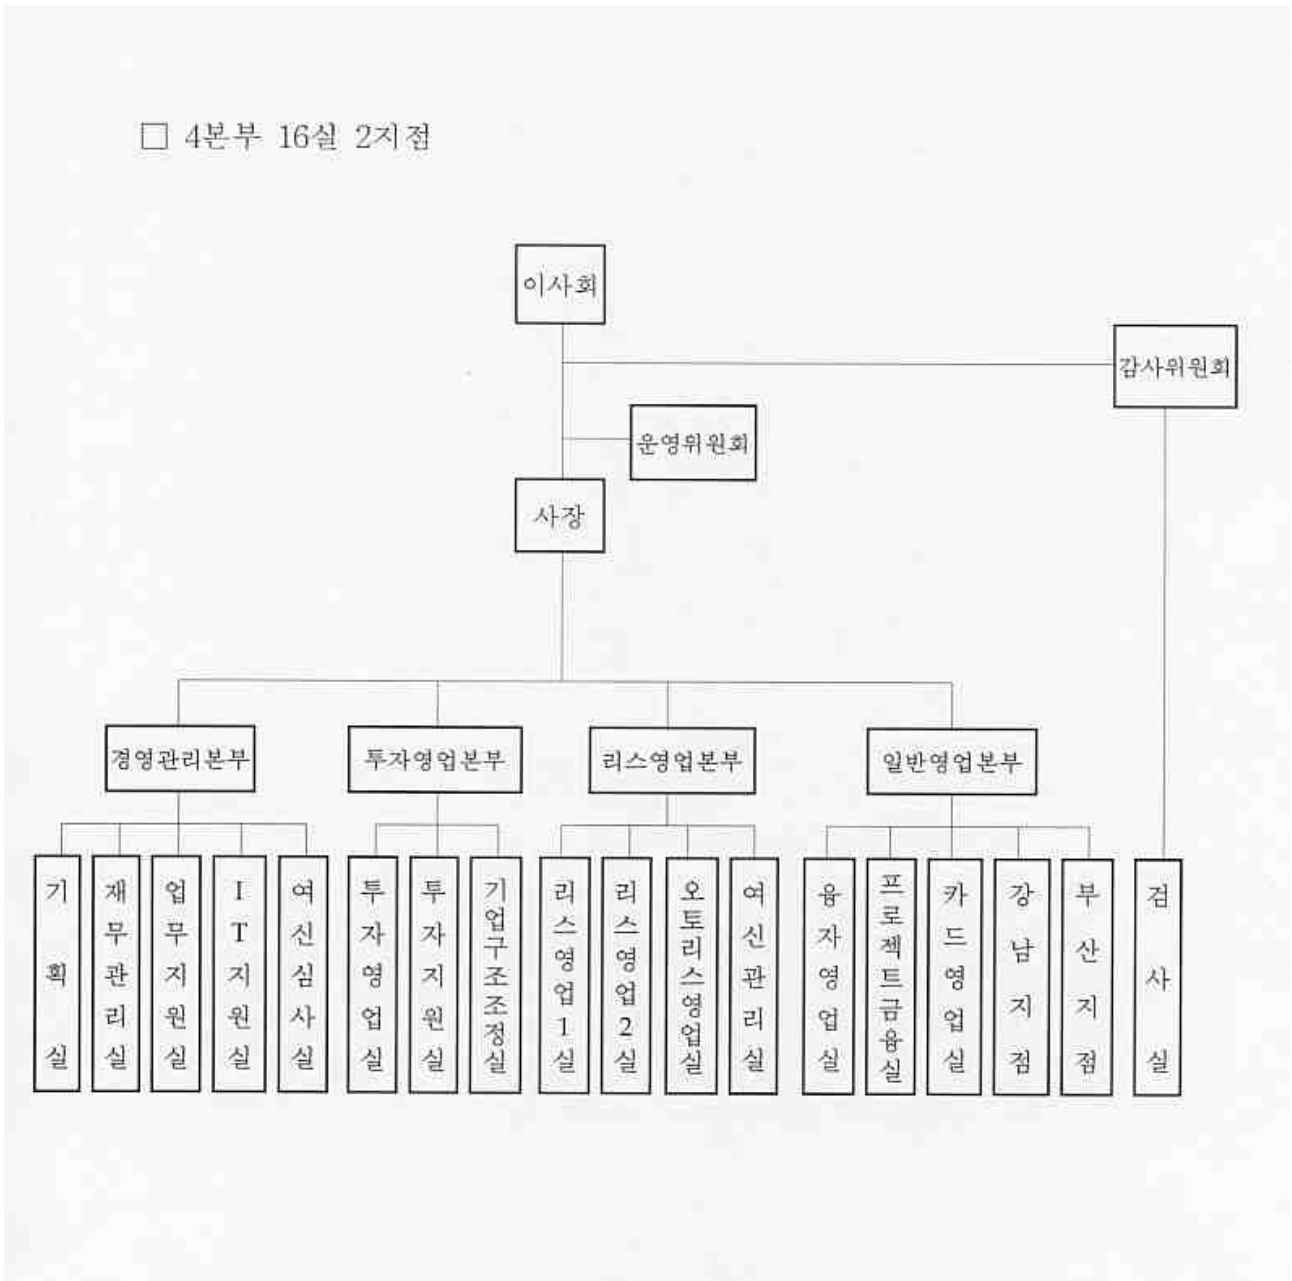 □ 4본부 16실 2지점
이사회
감사위원회
운영위원회
사장
경영관리본부
투자영업본부
리스영업본부
일반영업본부
기획실
재무관리실
업무지원실
IT지원실
여신심사실
투자영업실
투자지원실
기업구조조정실
리스영업1실
리스영업2실
오토리스영업실
여신관리실
융자영업실
프로젝트금융실
카드영업실
강남지점
부산지점
검사실